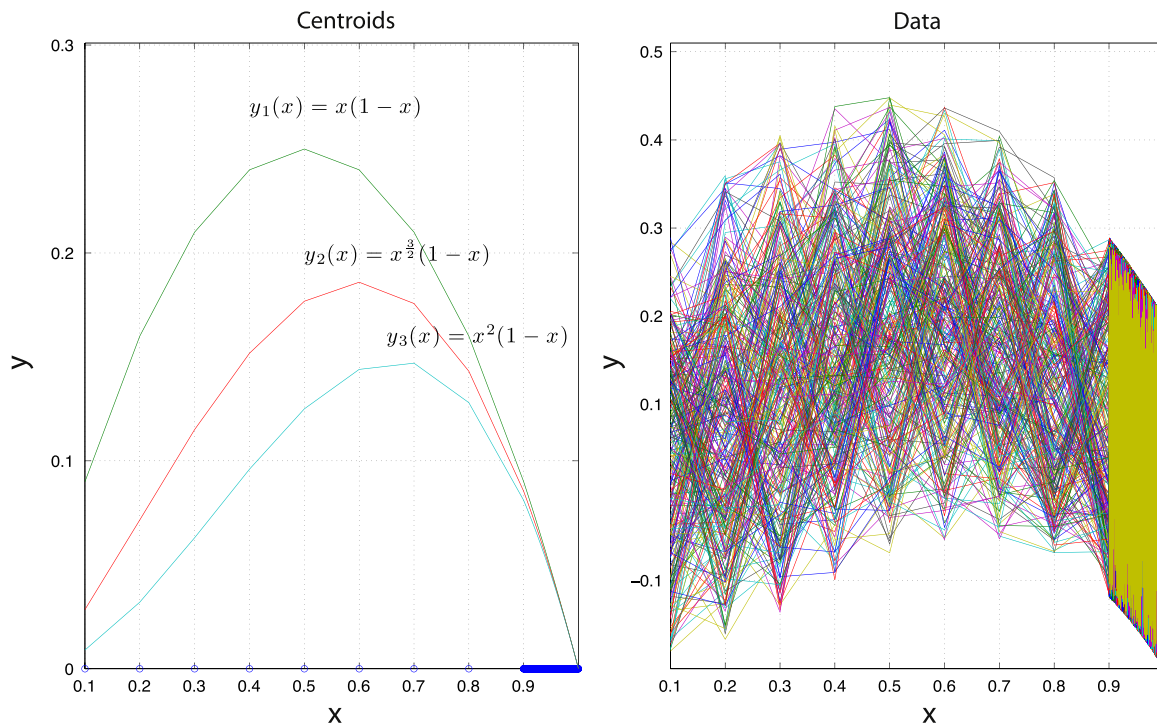 Centroids
0.3
0.2
0.1
0
y
y₁(x) = x(1 − x)
y₂(x) = x^{3/2}(1 − x)
y₃(x) = x²(1 − x)
0.1 0.2 0.3 0.4 0.5 0.6 0.7 0.8 0.9
x
Data
0.5
0.4
0.3
0.2
0.1
−0.1
y
0.1 0.2 0.3 0.4 0.5 0.6 0.7 0.8 0.9
x